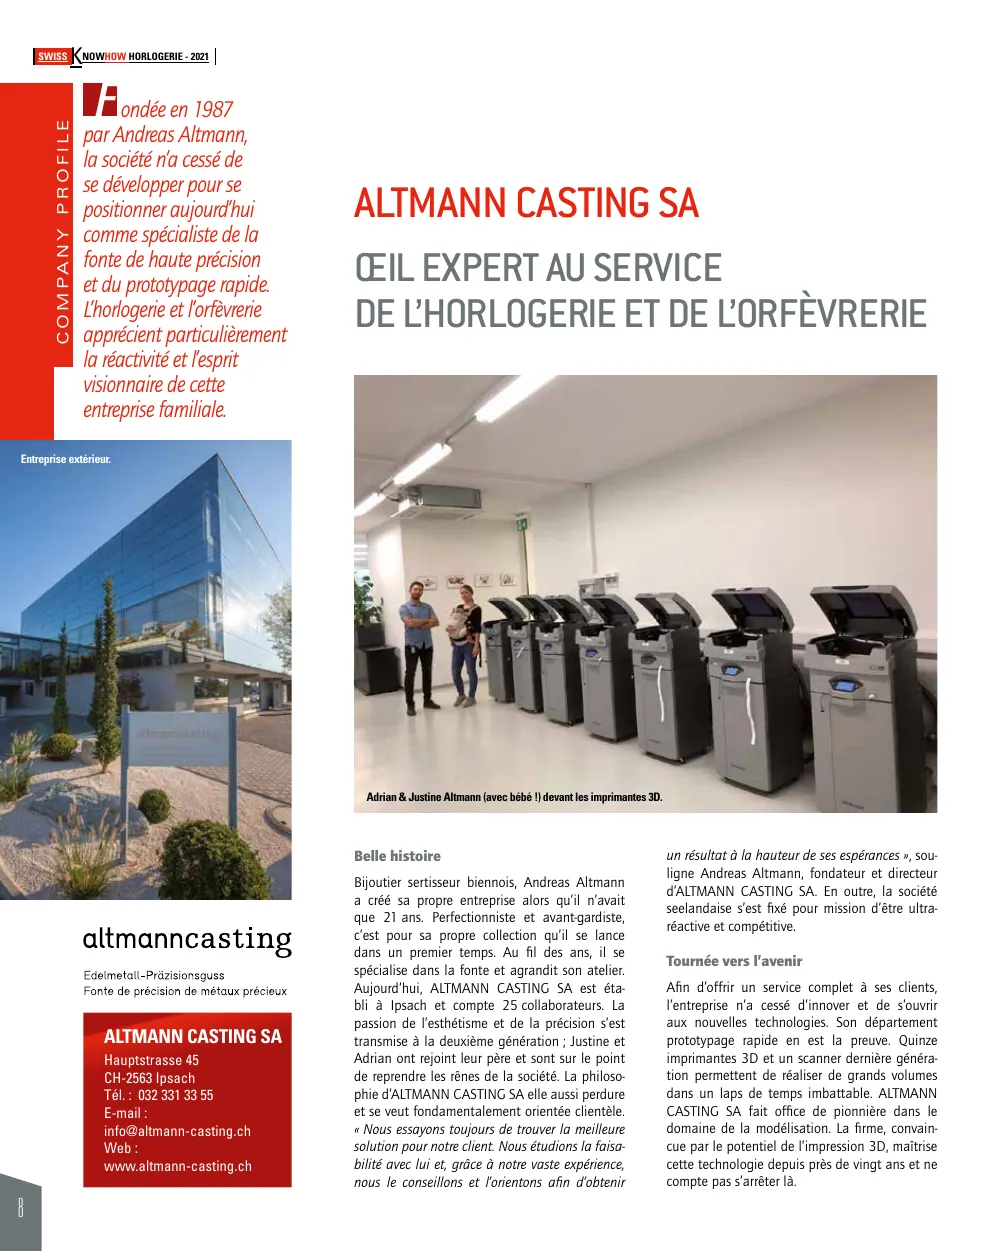 SWISS KNOWHOW HORLOGERIE - 2021
COMPANY PROFILE
Fondée en 1987
par Andreas Altmann,
la société n'a cessé de
se développer pour se
positionner aujourd'hui
comme spécialiste de la
fonte de haute précision
et du prototypage rapide.
L'horlogerie et l'orfèvrerie
apprécient particulièrement
la réactivité et l'esprit
visionnaire de cette
entreprise familiale.
ALTMANN CASTING SA
ŒIL EXPERT AU SERVICE
DE L'HORLOGERIE ET DE L'ORFÈVRERIE
Entreprise extérieur.
altmanncasting
Adrian & Justine Altmann (avec bébé !) devant les imprimantes 3D.
altmanncasting
Edelmetall-Präzisionsguss
Fonte de précision de métaux précieux
ALTMANN CASTING SA
Hauptstrasse 45
CH-2563 Ipsach
Tél. : 032 331 33 55
E-mail :
info@altmann-casting.ch
Web :
www.altmann-casting.ch
Belle histoire
Bijoutier sertisseur biennois, Andreas Altmann
a créé sa propre entreprise alors qu'il n'avait
que 21 ans. Perfectionniste et avant-gardiste,
c'est pour sa propre collection qu'il se lance
dans un premier temps. Au fil des ans, il se
spécialise dans la fonte et agrandit son atelier.
Aujourd'hui, ALTMANN CASTING SA est éta-
bli à Ipsach et compte 25 collaborateurs. La
passion de l'esthétisme et de la précision s'est
transmise à la deuxième génération ; Justine et
Adrian ont rejoint leur père et sont sur le point
de reprendre les rênes de la société. La philoso-
phie d'ALTMANN CASTING SA elle aussi perdure
et se veut fondamentalement orientée clientèle.
« Nous essayons toujours de trouver la meilleure
solution pour notre client. Nous étudions la faisa-
bilité avec lui et, grâce à notre vaste expérience,
nous le conseillons et l'orientons afin d'obtenir
un résultat à la hauteur de ses espérances », sou-
ligne Andreas Altmann, fondateur et directeur
d'ALTMANN CASTING SA. En outre, la société
seelandaise s'est fixé pour mission d'être ultra-
réactive et compétitive.
Tournée vers l'avenir
Afin d'offrir un service complet à ses clients,
l'entreprise n'a cessé d'innover et de s'ouvrir
aux nouvelles technologies. Son département
prototypage rapide en est la preuve. Quinze
imprimantes 3D et un scanner dernière généra-
tion permettent de réaliser de grands volumes
dans un laps de temps imbattable. ALTMANN
CASTING SA fait office de pionnière dans le
domaine de la modélisation. La firme, convain-
cue par le potentiel de l'impression 3D, maîtrise
cette technologie depuis près de vingt ans et ne
compte pas s'arrêter là.
8